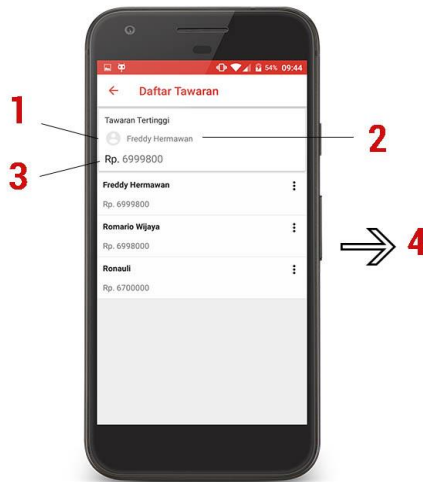 54% 09:44
Daftar Tawaran
Tawaran Tertinggi
1
Freddy Hermawan
2
Rp. 6999800
3
Freddy Hermawan
Rp. 6999800
Romario Wijaya
Rp. 6998000
4
Ronauli
Rp. 6700000